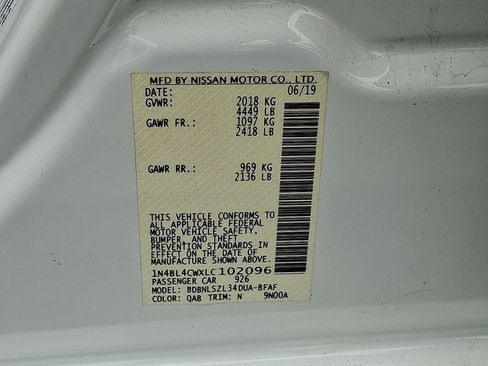 MFD BY NISSAN MOTOR CO., LTD.
DATE: 06/19
GVWR: 2018 KG
4449 LB
GAWR FR.: 1097 KG
2418 LB
GAWR RR.: 969 KG
2136 LB
THIS VEHICLE CONFORMS TO
ALL APPLICABLE FEDERAL
MOTOR VEHICLE SAFETY,
BUMPER, AND THEFT
PREVENTION STANDARDS IN
EFFECT ON THE DATE OF
MANUFACTURE SHOWN ABOVE.
1N4BL4CWXLC102096
PASSENGER CAR 926
MODEL: BDBNLSZL34DUA-BFAF
COLOR: QAB TRIM: N 9N00A